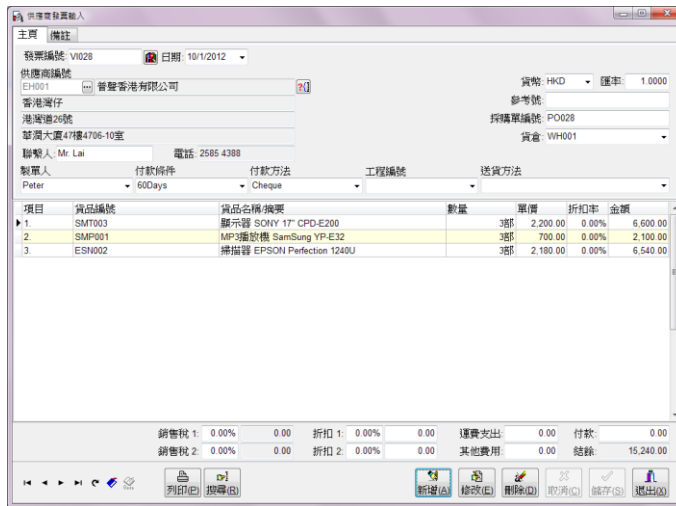 供應商發票輸入
主頁 備註
發票編號: VI028 日期: 10/1/2012
供應商編號
EH001 普聲香港有限公司 貨幣: HKD 匯率: 1.0000
香港灣仔 參考號:
港灣道26號 採購單編號: PO028
華潤大廈47樓4706-10室 貨倉: WH001
聯繫人: Mr. Lai 電話: 2585 4388
製單人 付款條件 付款方法 工程編號 送貨方法
Peter 60Days Cheque
項目 貨品編號 貨品名稱/摘要 數量 單價 折扣率 金額
1. SMT003 顯示器 SONY 17" CPD-E200 3部 2,200.00 0.00% 6,600.00
2. SMP001 MP3播放機 SamSung YP-E32 3部 700.00 0.00% 2,100.00
3. ESN002 掃描器 EPSON Perfection 1240U 3部 2,180.00 0.00% 6,540.00
銷售稅 1: 0.00% 0.00 折扣 1: 0.00% 0.00 運費支出: 0.00 付款: 0.00
銷售稅 2: 0.00% 0.00 折扣 2: 0.00% 0.00 其他費用: 0.00 結餘: 15,240.00
列印(P) 搜尋(R) 新增(A) 修改(E) 刪除(D) 取消(C) 儲存(S) 退出(X)